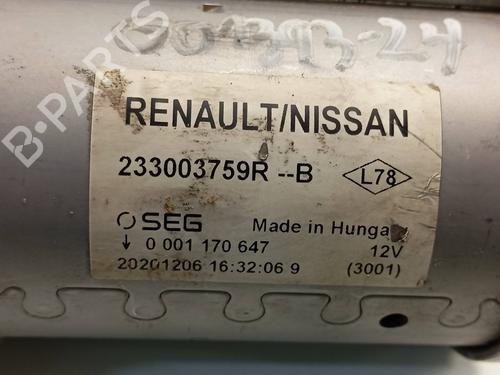 B-PARTS
RENAULT/NISSAN
233003759R --B
L78
SEG
Made in Hunga
0 001 170 647
12V
20201206 16:32:06 9
(3001)